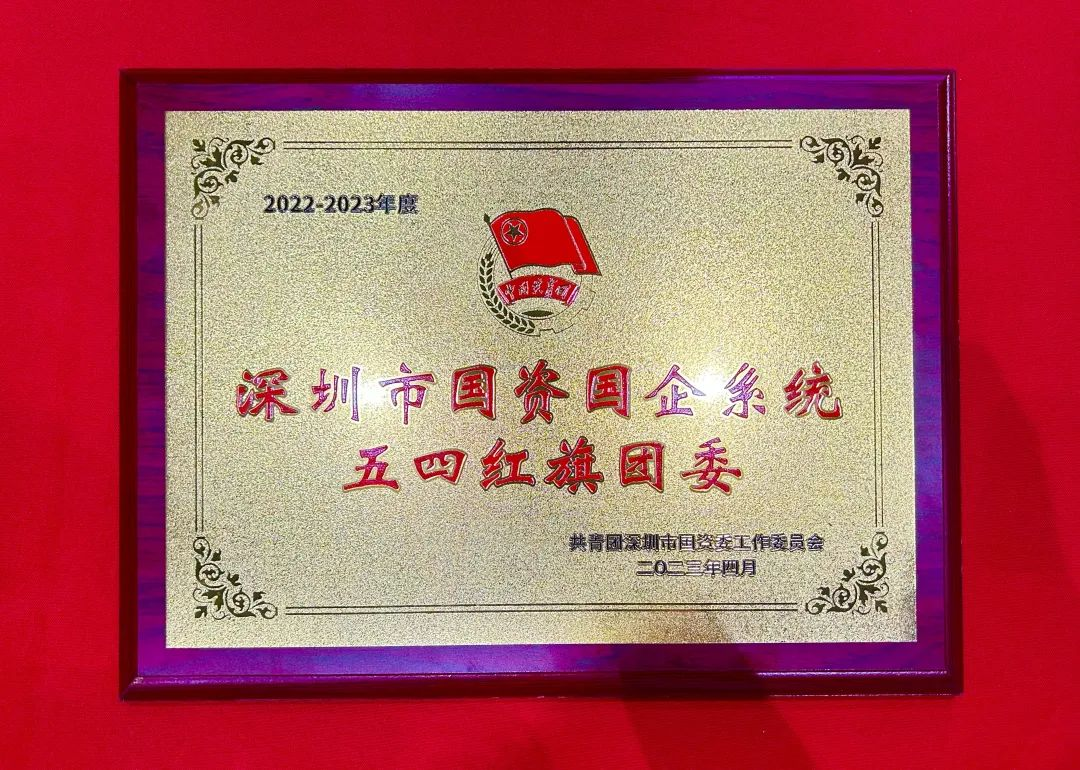 2022-2023年度
中国共青团
深圳市国资国企系统
五四红旗团委
共青团深圳市国资委工作委员会
二〇二三年四月